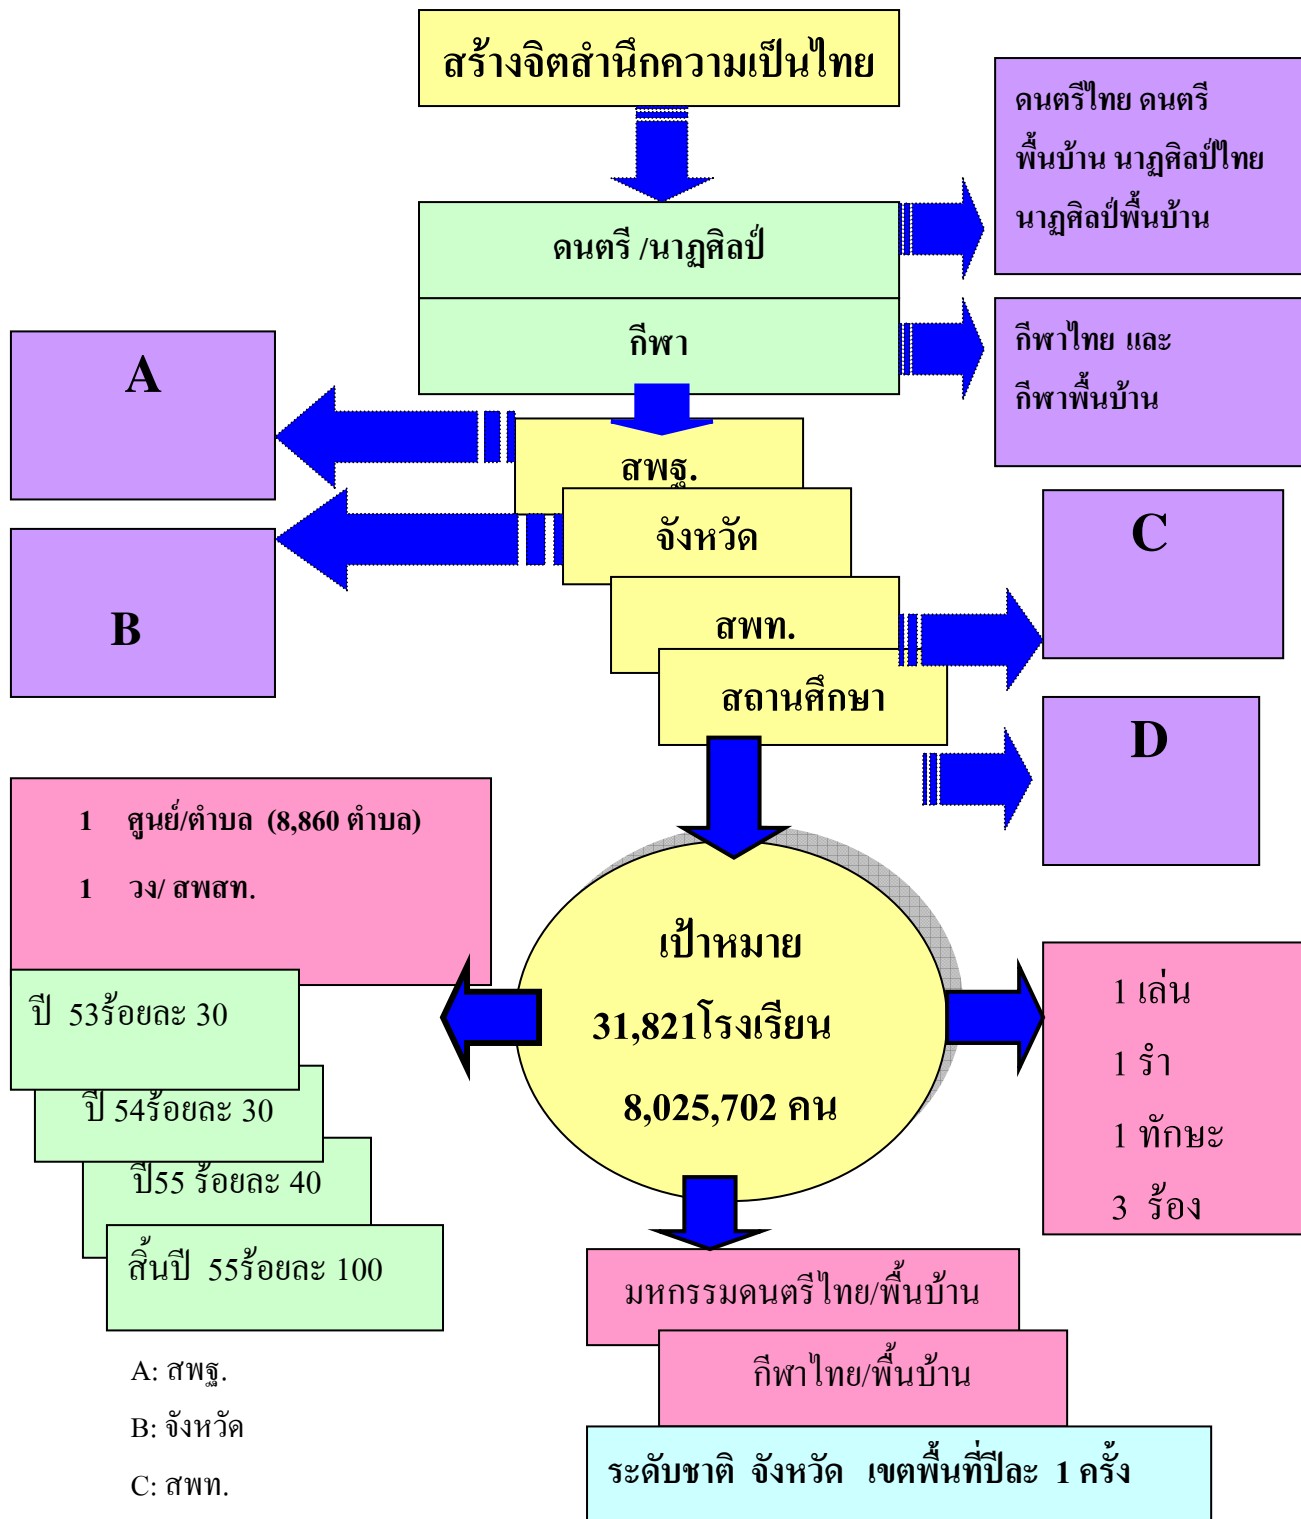 สร้างจิตสำนึกความเป็นไทย
ดนตรีไทย ดนตรี
พื้นบ้าน นาฏศิลป์ไทย
นาฏศิลป์พื้นบ้าน
ดนตรี /นาฏศิลป์
กีฬา
กีฬาไทย และ
กีฬาพื้นบ้าน
A
สพฐ.
จังหวัด
B
C
สพท.
สถานศึกษา
D
1 ศูนย์/ตำบล (8,860 ตำบล)
1 วง/ สพสท.
เป้าหมาย
31,821โรงเรียน
8,025,702 คน
ปี 53ร้อยละ 30
ปี 54ร้อยละ 30
ปี55 ร้อยละ 40
สิ้นปี 55ร้อยละ 100
1 เล่น
1 รำ
1 ทักษะ
3 ร้อง
มหกรรมดนตรีไทย/พื้นบ้าน
กีฬาไทย/พื้นบ้าน
ระดับชาติ จังหวัด เขตพื้นที่ปีละ 1 ครั้ง
A: สพฐ.
B: จังหวัด
C: สพท.